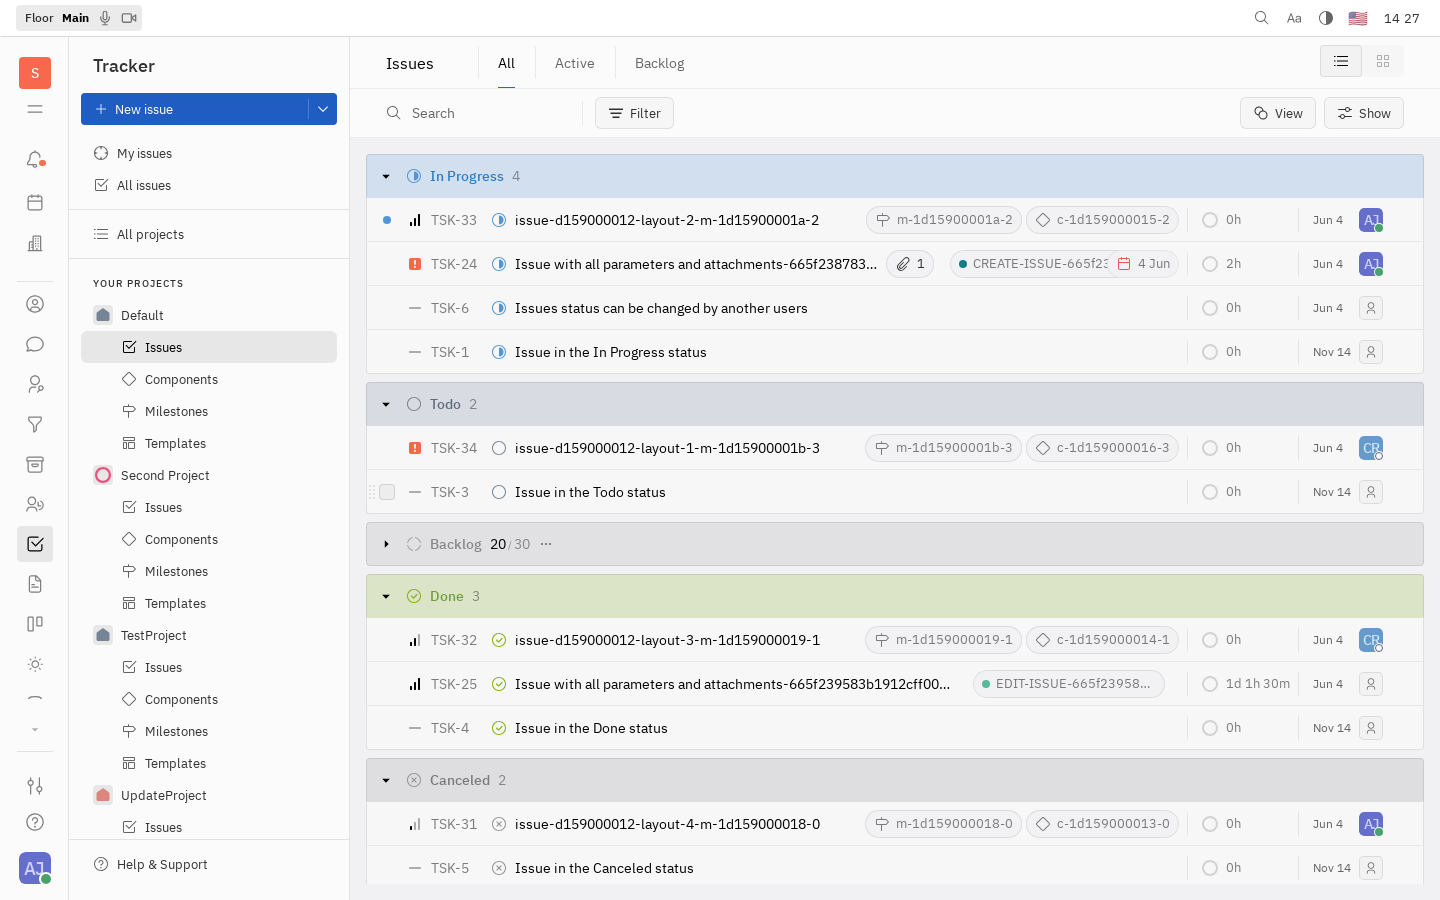 Floor Main
Aa
14 27
S
Tracker
New issue
My issues
All issues
All projects
YOUR PROJECTS
Default
Issues
Components
Milestones
Templates
Second Project
Issues
Components
Milestones
Templates
TestProject
Issues
Components
Milestones
Templates
UpdateProject
Issues
Help & Support
AJ
Issues
All
Active
Backlog
Search
Filter
View
Show
In Progress 4
TSK-33 issue-d159000012-layout-2-m-1d15900001a-2 m-1d15900001a-2 c-1d159000015-2 0h Jun 4 AJ
TSK-24 Issue with all parameters and attachments-665f238783... 1 CREATE-ISSUE-665f23 4 Jun 2h Jun 4 AJ
TSK-6 Issues status can be changed by another users 0h Jun 4
TSK-1 Issue in the In Progress status 0h Nov 14
Todo 2
TSK-34 issue-d159000012-layout-1-m-1d15900001b-3 m-1d15900001b-3 c-1d159000016-3 0h Jun 4 CR
TSK-3 Issue in the Todo status 0h Nov 14
Backlog 20/30 ...
Done 3
TSK-32 issue-d159000012-layout-3-m-1d159000019-1 m-1d159000019-1 c-1d159000014-1 0h Jun 4 CR
TSK-25 Issue with all parameters and attachments-665f239583b1912cff00... EDIT-ISSUE-665f23958... 1d 1h 30m Jun 4
TSK-4 Issue in the Done status 0h Nov 14
Canceled 2
TSK-31 issue-d159000012-layout-4-m-1d159000018-0 m-1d159000018-0 c-1d159000013-0 0h Jun 4 AJ
TSK-5 Issue in the Canceled status 0h Nov 14